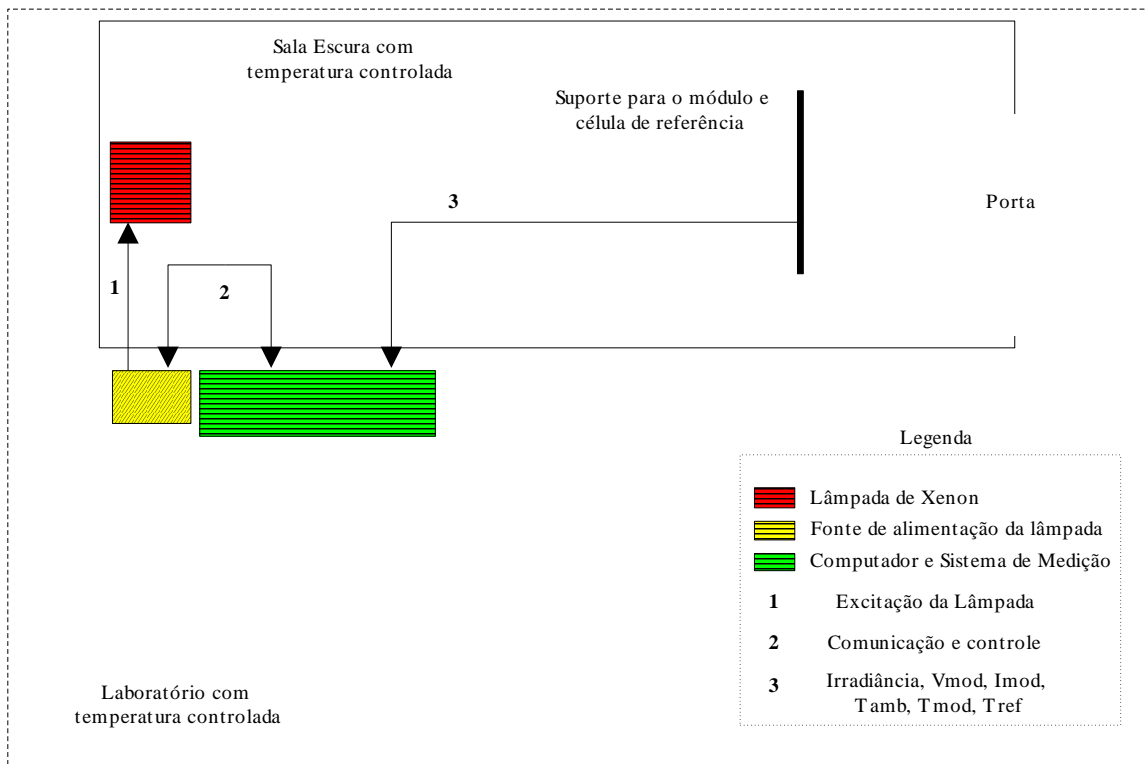 Sala Escura com
temperatura controlada
Suporte para o módulo e
célula de referência
Porta
3
1
2
Legenda
Lâmpada de Xenon
Fonte de alimentação da lâmpada
Computador e Sistema de Medição
1 Excitação da Lâmpada
2 Comunicação e controle
3 Irradiância, Vmod, Imod,
Tamb, Tmod, Tref
Laboratório com
temperatura controlada